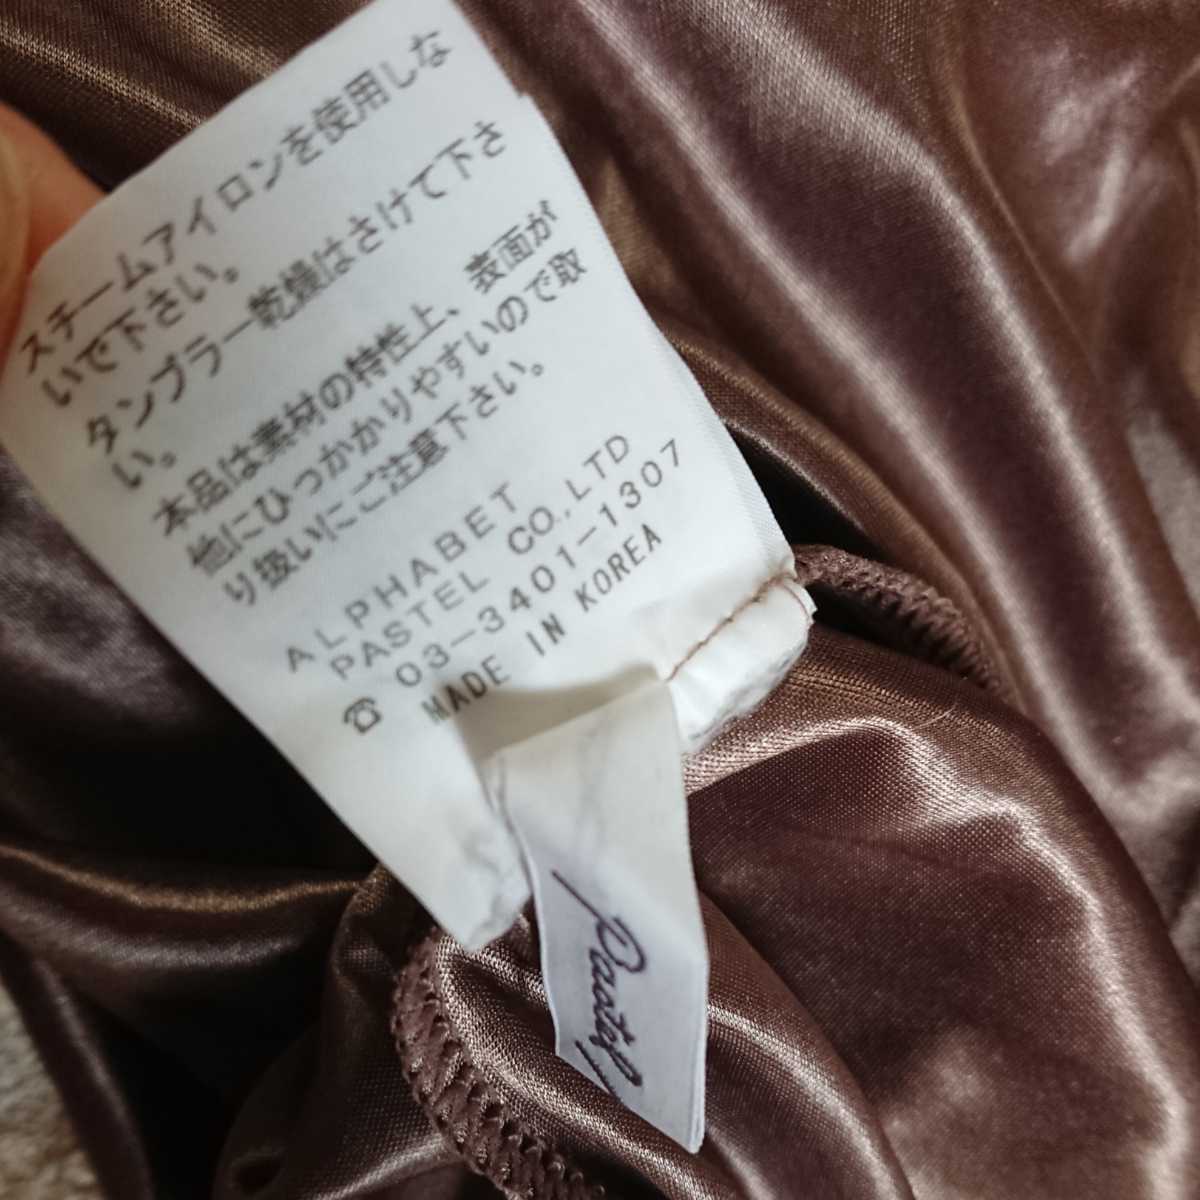 スチームアイロンを使用しな
いで下さい。
タンブラー乾燥はさけて下さ
い。
本品は素材の特性上、表面が
他にひっかかりやすいので取
り扱いにご注意下さい。
ALPHABET
PASTEL CO.,LTD
☎03-3401-1307
MADE IN KOREA
Pastel